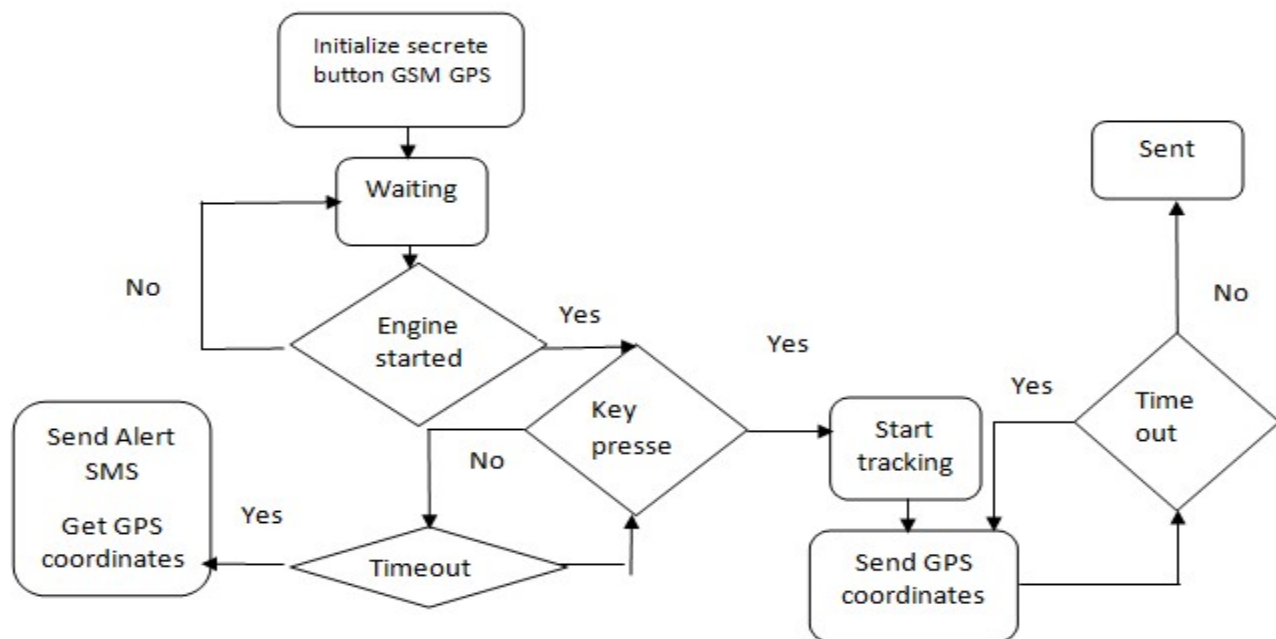 Initialize secrete
button GSM GPS
Waiting
No
Engine
started
Yes
Key
presse
No
Timeout
Yes
Send Alert
SMS
Get GPS
coordinates
Yes
Start
tracking
Send GPS
coordinates
Yes
Time
out
No
Sent